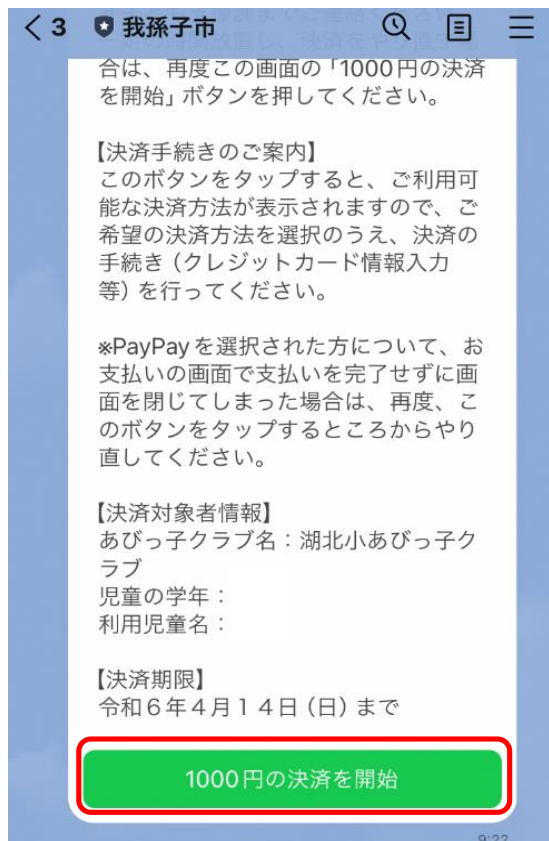 3 我孫子市
合は、再度この画面の「1000円の決済
を開始」ボタンを押してください。
【決済手続きのご案内】
このボタンをタップすると、ご利用可
能な決済方法が表示されますので、ご
希望の決済方法を選択のうえ、決済の
手続き（クレジットカード情報入力
等）を行ってください。
※PayPayを選択された方について、お
支払いの画面で支払いを完了せずに画
面を閉じてしまった場合は、再度、こ
のボタンをタップするところからやり
直してください。
【決済対象者情報】
あびっ子クラブ名：湖北小あびっ子ク
ラブ
児童の学年：
利用児童名：
【決済期限】
令和６年４月１４日（日）まで
1000円の決済を開始
9:22